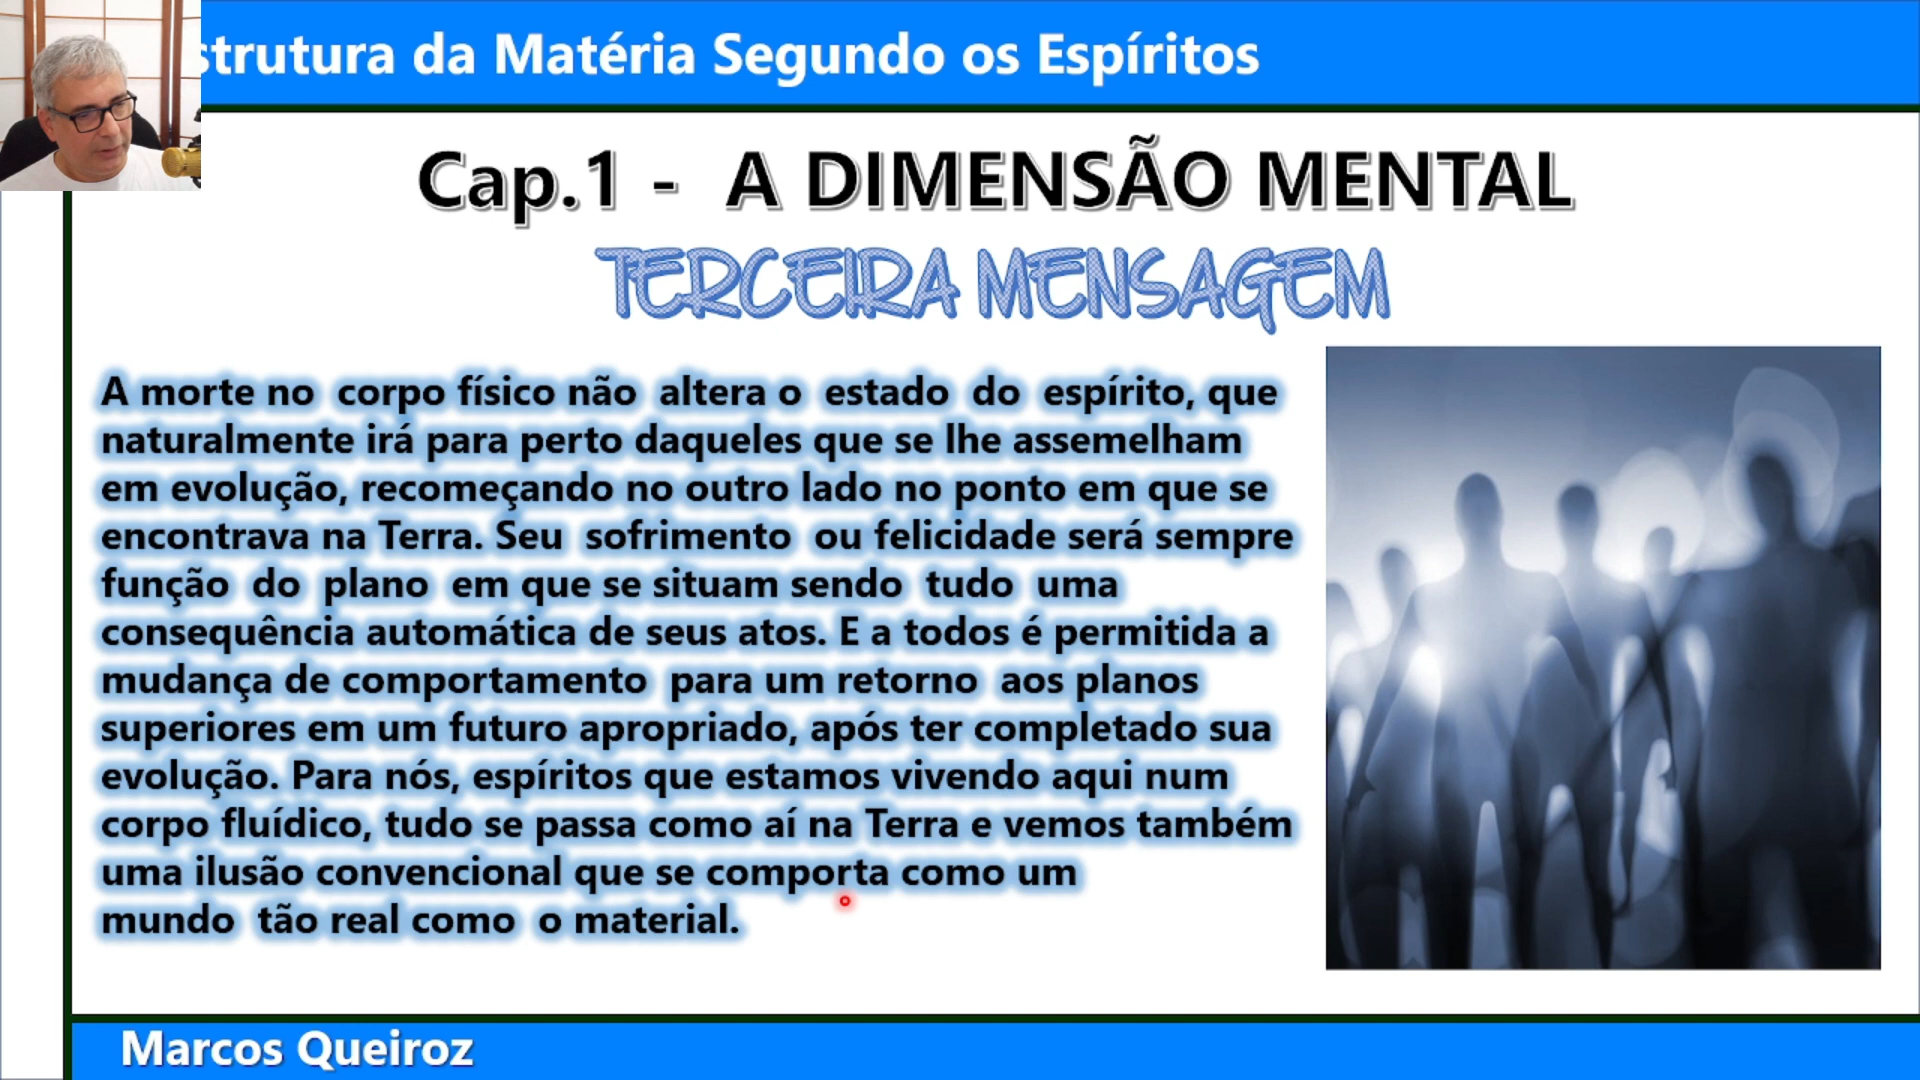 strutura da Matéria Segundo os Espíritos
Cap.1 - A DIMENSÃO MENTAL
TERCEIRA MENSAGEM
A morte no corpo físico não altera o estado do espírito, que
naturalmente irá para perto daqueles que se lhe assemelham
em evolução, recomeçando no outro lado no ponto em que se
encontrava na Terra. Seu sofrimento ou felicidade será sempre
função do plano em que se situam sendo tudo uma
consequência automática de seus atos. E a todos é permitida a
mudança de comportamento para um retorno aos planos
superiores em um futuro apropriado, após ter completado sua
evolução. Para nós, espíritos que estamos vivendo aqui num
corpo fluídico, tudo se passa como aí na Terra e vemos também
uma ilusão convencional que se comporta como um
mundo tão real como o material.
Marcos Queiroz